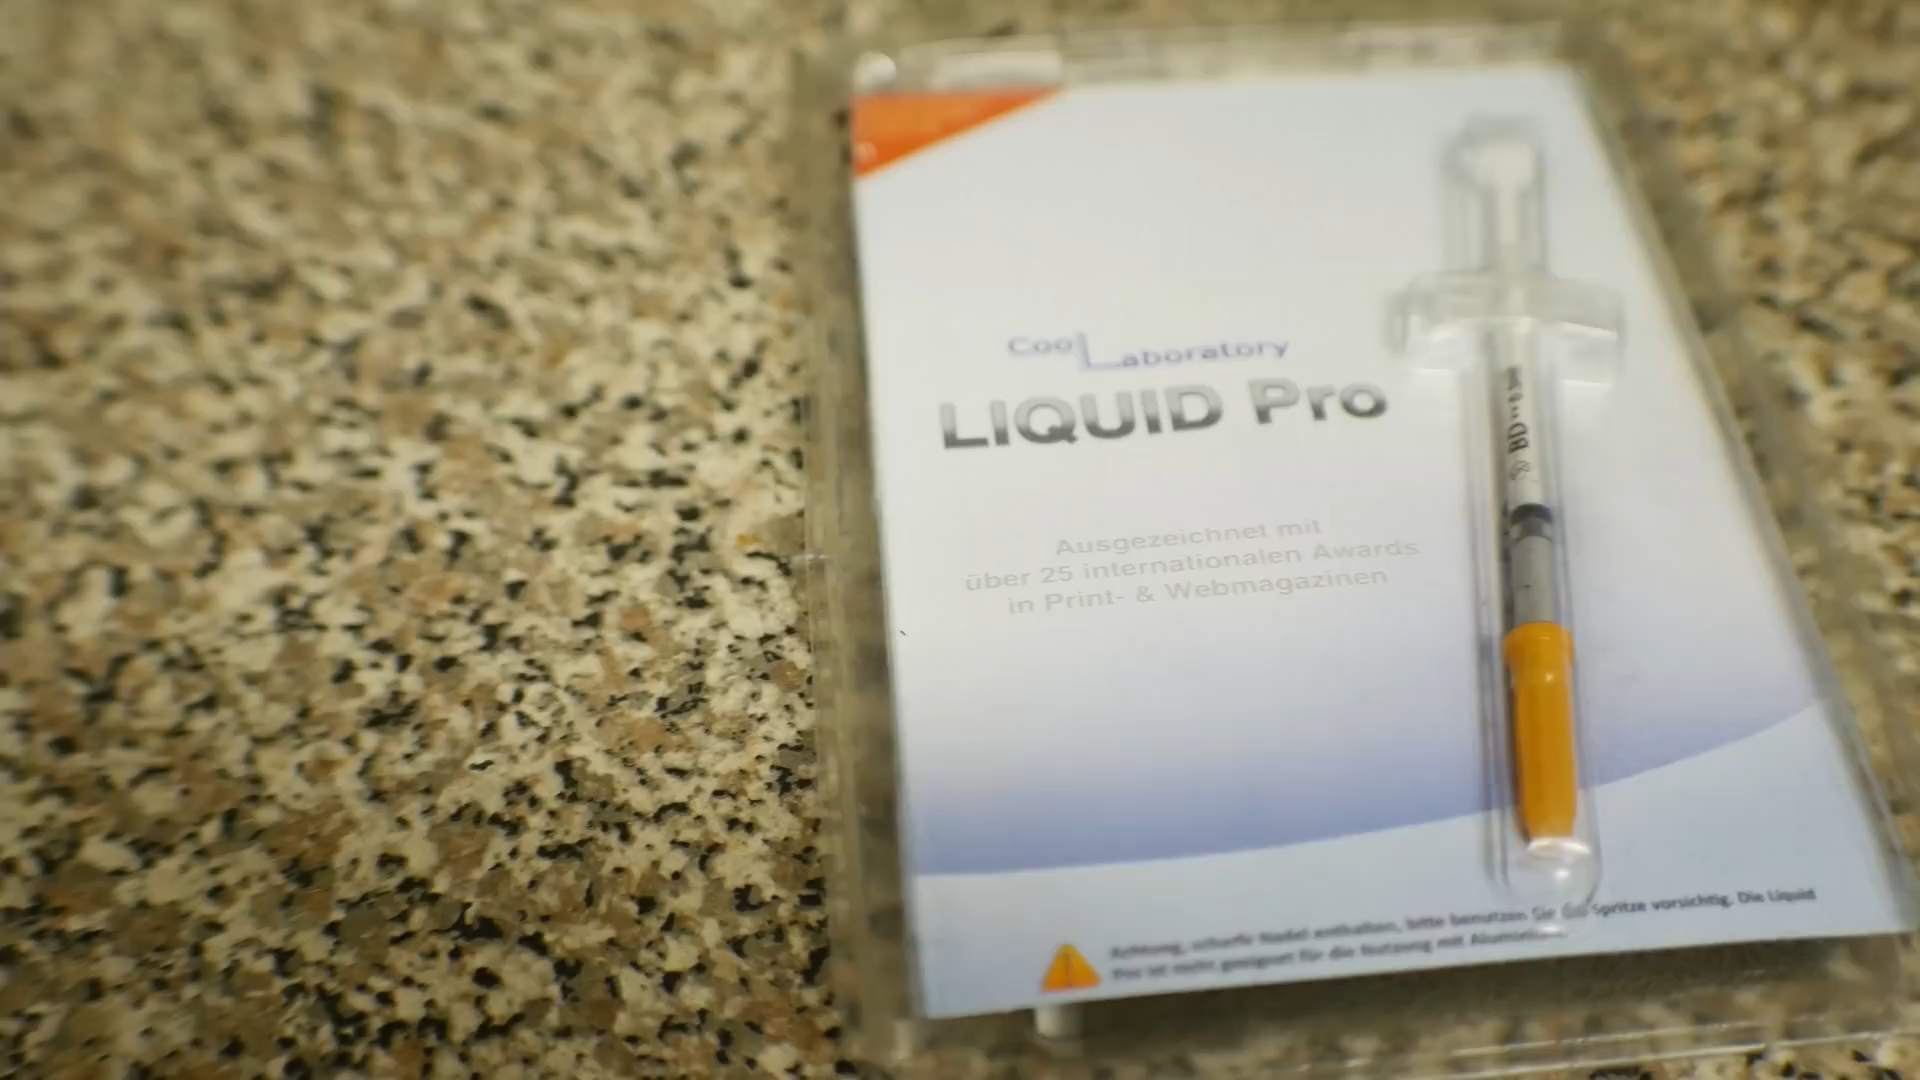 CooLaboratory
LIQUID Pro
Ausgezeichnet mit
über 25 internationalen Awards
in Print- & Webmagazinen
BD
Achtung, scharfe Nadel enthalten, bitte benutzen Sie die Spritze vorsichtig. Die Liquid
Pro ist nicht geeignet für die Nutzung mit Aluminium